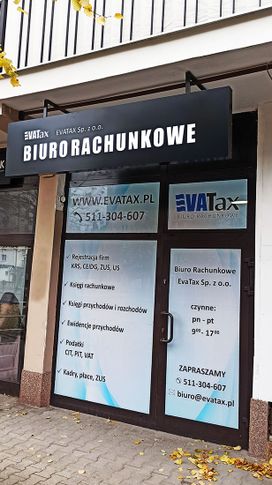 EVATax EVATAX Sp. z o.o.
BIURO RACHUNKOWE
WWW.EVATAX.PL
511-304-607
EVATax
BIURO RACHUNKOWE
✓ Rejestracja firm
KRS, CEIDG, ZUS, US
✓ Księgi rachunkowe
✓ Księgi przychodów i rozchodów
✓ Ewidencje przychodów
✓ Podatki
CIT, PIT, VAT
✓ Kadry, płace, ZUS
Biuro Rachunkowe
EvaTax Sp. z o.o.
czynne:
pn - pt
9⁰⁰ - 17⁰⁰
ZAPRASZAMY
511-304-607
biuro@evatax.pl